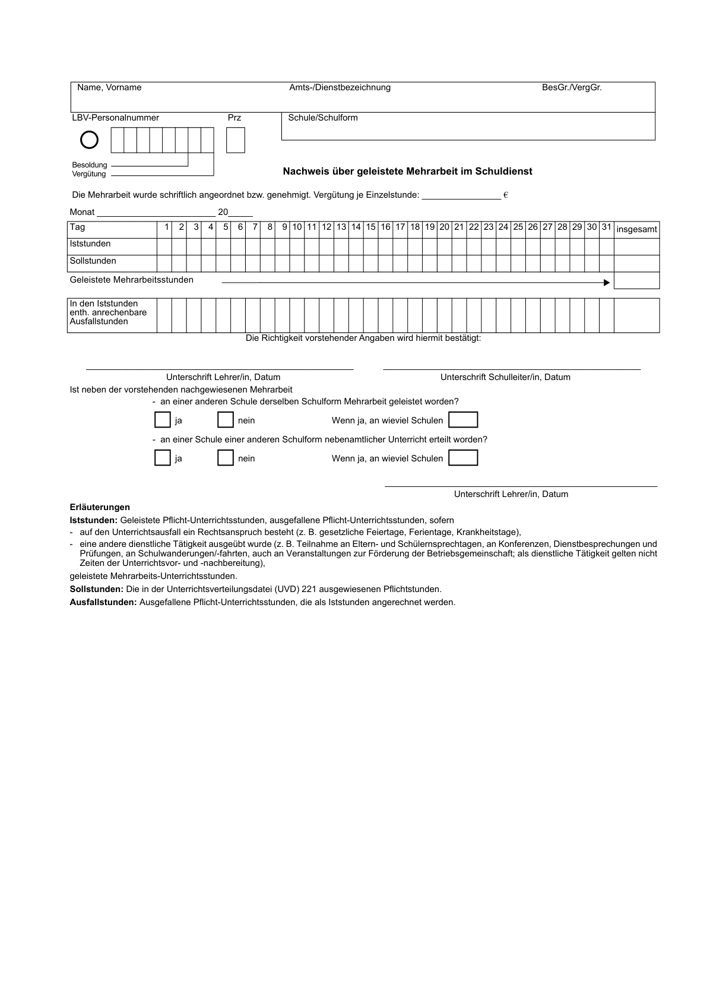 Name, Vorname Amts-/Dienstbezeichnung BesGr./VergGr.
LBV-Personalnummer Prz Schule/Schulform
Besoldung
Vergütung
Nachweis über geleistete Mehrarbeit im Schuldienst
Die Mehrarbeit wurde schriftlich angeordnet bzw. genehmigt. Vergütung je Einzelstunde: ________________ €
Monat ________________________ 20_____
Tag 1 2 3 4 5 6 7 8 9 10 11 12 13 14 15 16 17 18 19 20 21 22 23 24 25 26 27 28 29 30 31 insgesamt
Iststunden
Sollstunden
Geleistete Mehrarbeitsstunden
In den Iststunden
enth. anrechenbare
Ausfallstunden
Die Richtigkeit vorstehender Angaben wird hiermit bestätigt:
Unterschrift Lehrer/in, Datum Unterschrift Schulleiter/in, Datum
Ist neben der vorstehenden nachgewiesenen Mehrarbeit
- an einer anderen Schule derselben Schulform Mehrarbeit geleistet worden?
ja nein Wenn ja, an wieviel Schulen
- an einer Schule einer anderen Schulform nebenamtlicher Unterricht erteilt worden?
ja nein Wenn ja, an wieviel Schulen
Unterschrift Lehrer/in, Datum
Erläuterungen
Iststunden: Geleistete Pflicht-Unterrichtsstunden, ausgefallene Pflicht-Unterrichtsstunden, sofern
- auf den Unterrichtsausfall ein Rechtsanspruch besteht (z. B. gesetzliche Feiertage, Ferientage, Krankheitstage),
- eine andere dienstliche Tätigkeit ausgeübt wurde (z. B. Teilnahme an Eltern- und Schülernsprechtagen, an Konferenzen, Dienstbesprechungen und
Prüfungen, an Schulwanderungen/-fahrten, auch an Veranstaltungen zur Förderung der Betriebsgemeinschaft; als dienstliche Tätigkeit gelten nicht
Zeiten der Unterrichtsvor- und -nachbereitung),
geleistete Mehrarbeits-Unterrichtsstunden.
Sollstunden: Die in der Unterrichtsverteilungsdatei (UVD) 221 ausgewiesenen Pflichtstunden.
Ausfallstunden: Ausgefallene Pflicht-Unterrichtsstunden, die als Iststunden angerechnet werden.